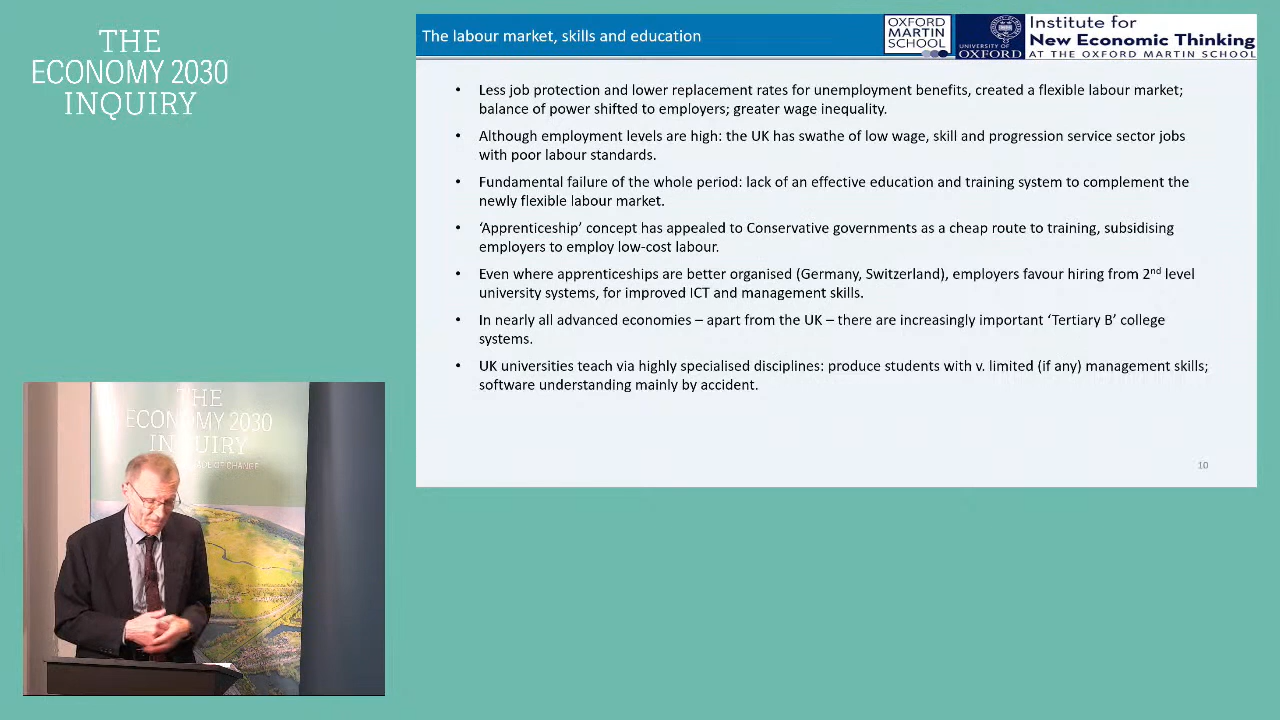 THE
ECONOMY 2030
INQUIRY
The labour market, skills and education
OXFORD
MARTIN
SCHOOL
UNIVERSITY OF
OXFORD
Institute for
New Economic Thinking
AT THE OXFORD MARTIN SCHOOL
• Less job protection and lower replacement rates for unemployment benefits, created a flexible labour market;
balance of power shifted to employers; greater wage inequality.
• Although employment levels are high: the UK has swathe of low wage, skill and progression service sector jobs
with poor labour standards.
• Fundamental failure of the whole period: lack of an effective education and training system to complement the
newly flexible labour market.
• ‘Apprenticeship’ concept has appealed to Conservative governments as a cheap route to training, subsidising
employers to employ low-cost labour.
• Even where apprenticeships are better organised (Germany, Switzerland), employers favour hiring from 2nd level
university systems, for improved ICT and management skills.
• In nearly all advanced economies – apart from the UK – there are increasingly important ‘Tertiary B’ college
systems.
• UK universities teach via highly specialised disciplines: produce students with v. limited (if any) management skills;
software understanding mainly by accident.
10
THE
ECONOMY 2030
INQUIRY